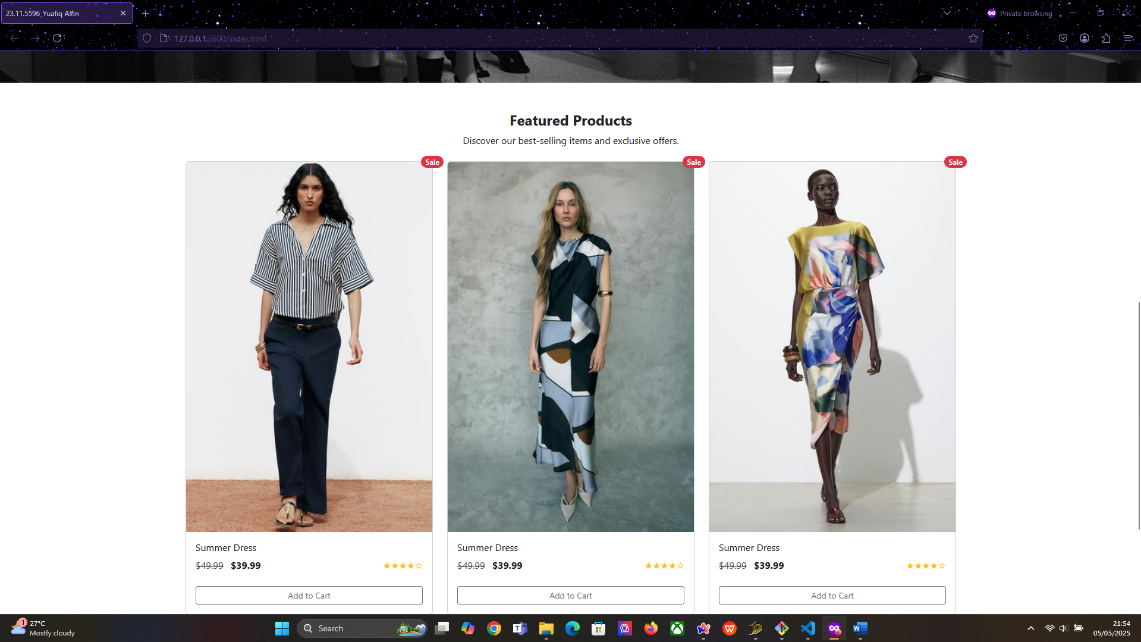 23.11.5596_Yuafiq Alfin
Private browsing
127.0.0.1:5500/index.html
Featured Products
Discover our best-selling items and exclusive offers.
Sale
Sale
Sale
Summer Dress
$49.99 $39.99
★★★★☆
Add to Cart
Summer Dress
$49.99 $39.99
★★★★☆
Add to Cart
Summer Dress
$49.99 $39.99
★★★★☆
Add to Cart
1
27°C
Mostly cloudy
Search
21:54
05/05/2025